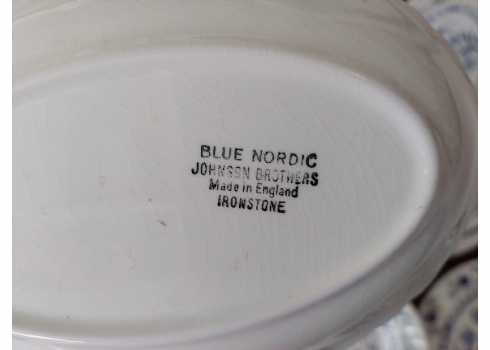 BLUE NORDIC
JOHNSON BROTHERS
Made in England
IRONSTONE